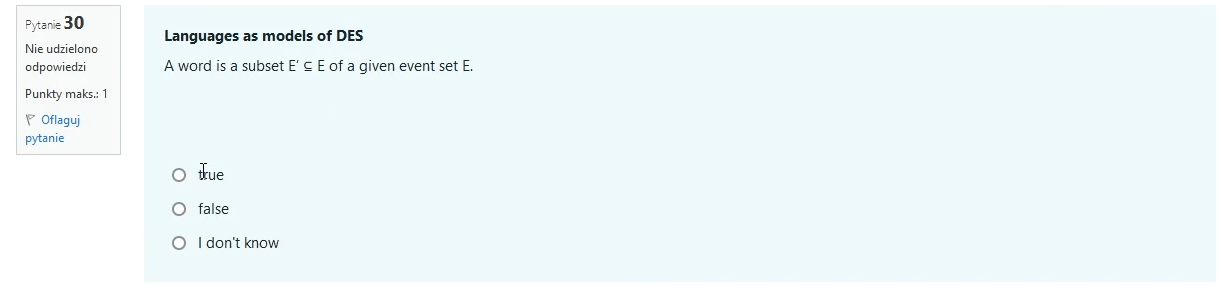 Pytanie 30
Nie udzielono
odpowiedzi
Punkty maks.: 1
Oflaguj
pytanie
Languages as models of DES
A word is a subset E’ ⊆ E of a given event set E.
true
false
I don't know